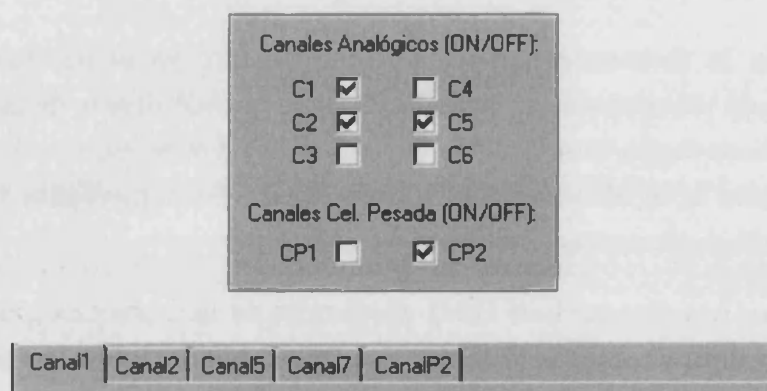 Canales Analógicos (ON/OFF):
C1 C4
C2 C5
C3 C6
Canales Cel. Pesada (ON/OFF):
CP1 CP2
Canal1 Canal2 Canal5 Canal7 CanalP2